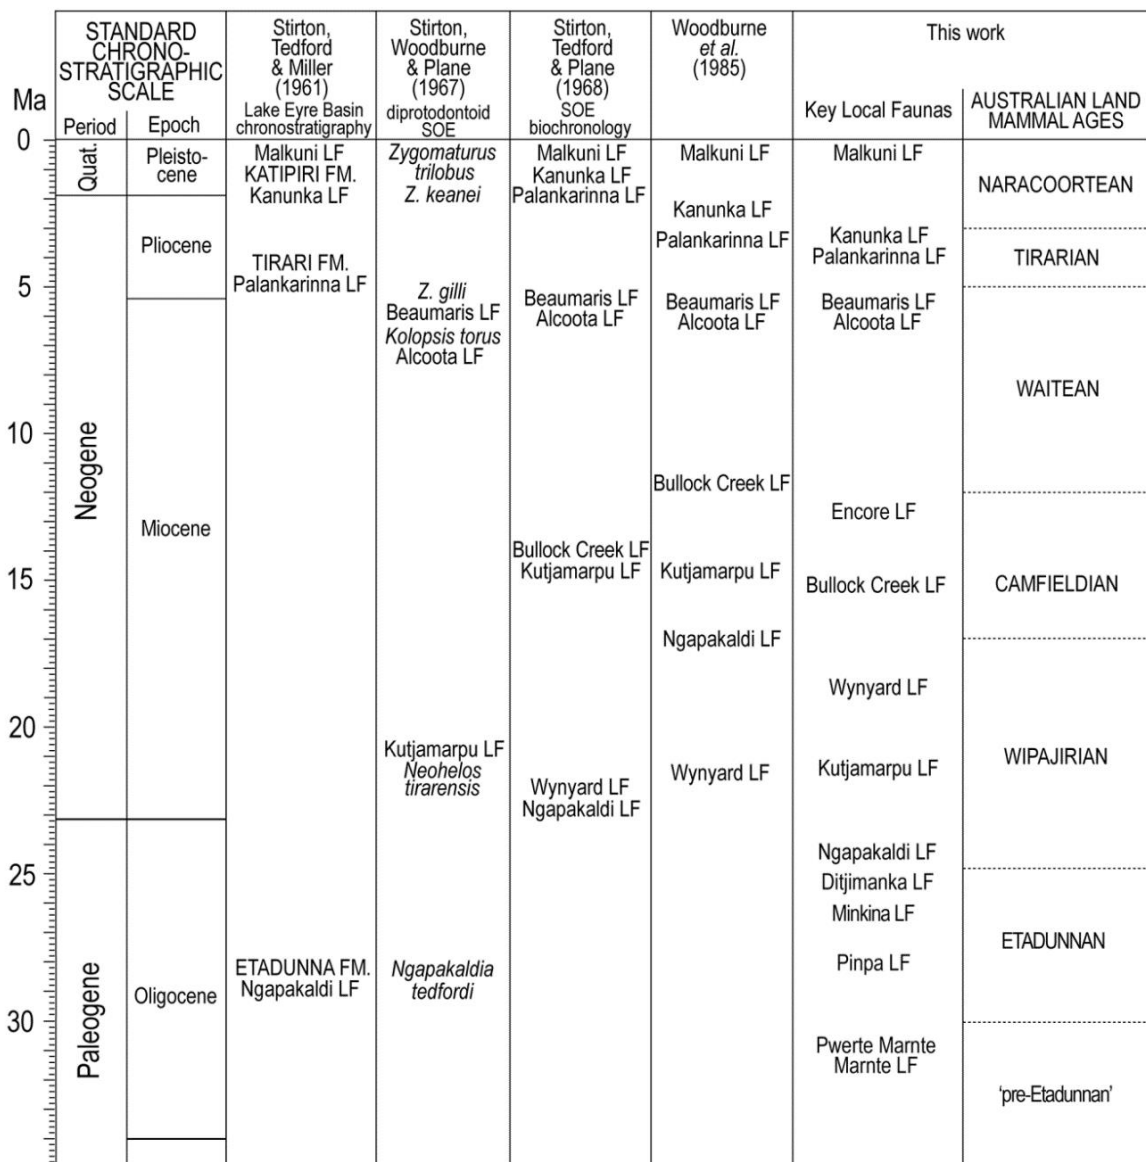 STANDARD
CHRONO-
STRATIGRAPHIC
SCALE
Ma
Period
Epoch
Stirton,
Tedford
& Miller
(1961)
Lake Eyre Basin
chronostratigraphy
Stirton,
Woodburne
& Plane
(1967)
diprotodontoid
SOE
Stirton,
Tedford
& Plane
(1968)
SOE
biochronology
Woodburne
et al.
(1985)
This work
Key Local Faunas
AUSTRALIAN LAND
MAMMAL AGES
0
5
10
15
20
25
30
Quat.
Neogene
Paleogene
Pleisto-
cene
Pliocene
Miocene
Oligocene
Malkuni LF
KATIPIRI FM.
Kanunka LF
TIRARI FM.
Palankarinna LF
ETADUNNA FM.
Ngapakaldi LF
Zygomaturus
trilobus
Z. keanei
Z. gilli
Beaumaris LF
Kolopsis torus
Alcoota LF
Kutjamarpu LF
Neohelos
tirarensis
Ngapakaldia
tedfordi
Malkuni LF
Kanunka LF
Palankarinna LF
Beaumaris LF
Alcoota LF
Bullock Creek LF
Kutjamarpu LF
Wynyard LF
Ngapakaldi LF
Malkuni LF
Kanunka LF
Palankarinna LF
Beaumaris LF
Alcoota LF
Bullock Creek LF
Kutjamarpu LF
Ngapakaldi LF
Wynyard LF
Malkuni LF
Kanunka LF
Palankarinna LF
Beaumaris LF
Alcoota LF
Encore LF
Bullock Creek LF
Wynyard LF
Kutjamarpu LF
Ngapakaldi LF
Ditjimanka LF
Minkina LF
Pinpa LF
Pwerte Marnte
Marnte LF
NARACOORTEAN
TIRARIAN
WAITEAN
CAMFIELDIAN
WIPAJIRIAN
ETADUNNAN
'pre-Etadunnan'